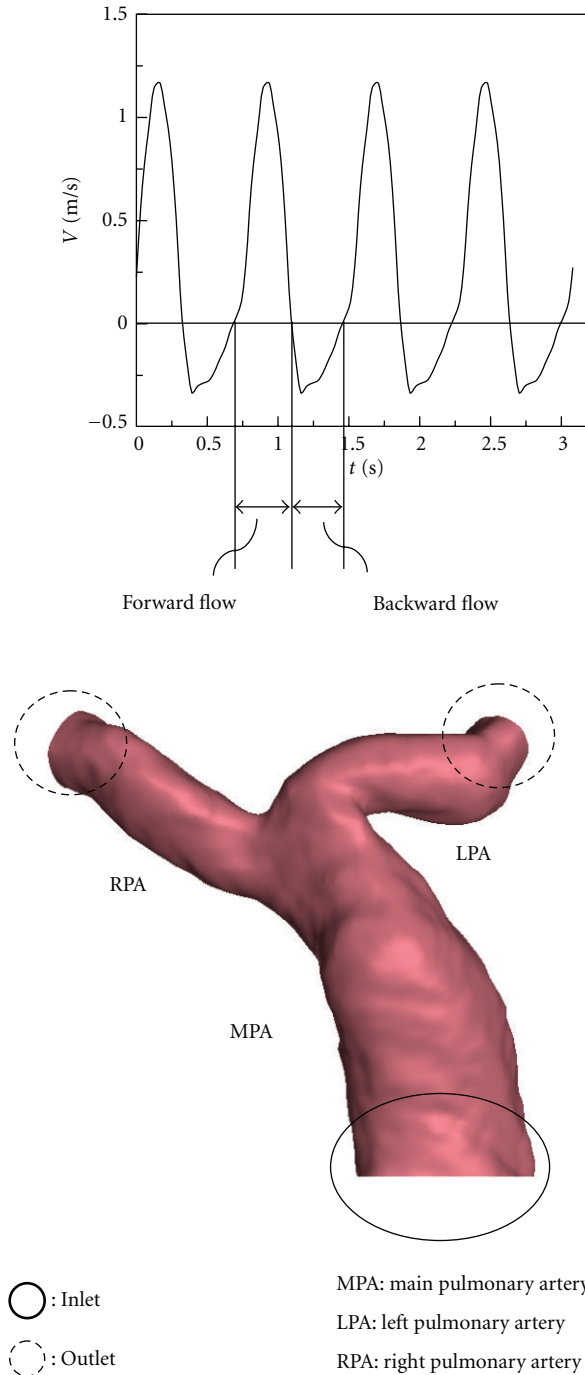 1.5
1
0.5
0
−0.5
V (m/s)
0 0.5 1 1.5 2 2.5 3
t (s)
Forward flow Backward flow
RPA
LPA
MPA
: Inlet
: Outlet
MPA: main pulmonary artery
LPA: left pulmonary artery
RPA: right pulmonary artery